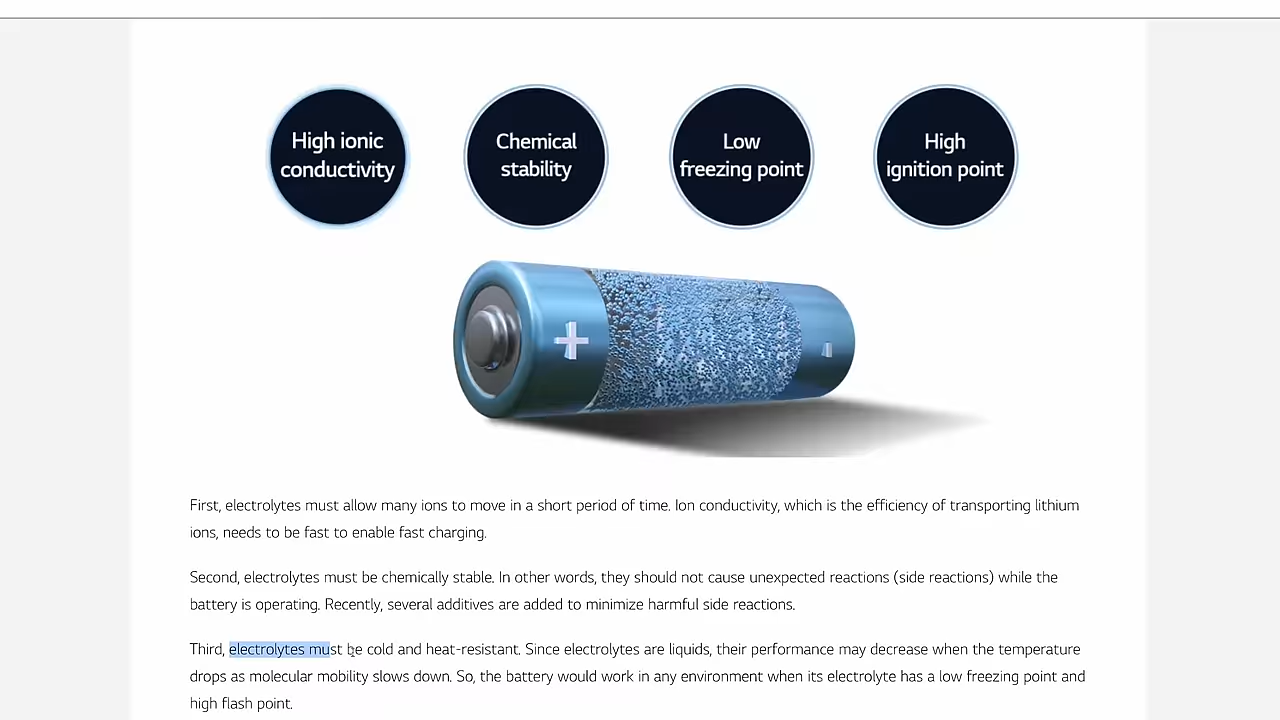 High ionic
conductivity
Chemical
stability
Low
freezing point
High
ignition point
+
-
First, electrolytes must allow many ions to move in a short period of time. Ion conductivity, which is the efficiency of transporting lithium
ions, needs to be fast to enable fast charging.
Second, electrolytes must be chemically stable. In other words, they should not cause unexpected reactions (side reactions) while the
battery is operating. Recently, several additives are added to minimize harmful side reactions.
Third, electrolytes must be cold and heat-resistant. Since electrolytes are liquids, their performance may decrease when the temperature
drops as molecular mobility slows down. So, the battery would work in any environment when its electrolyte has a low freezing point and
high flash point.